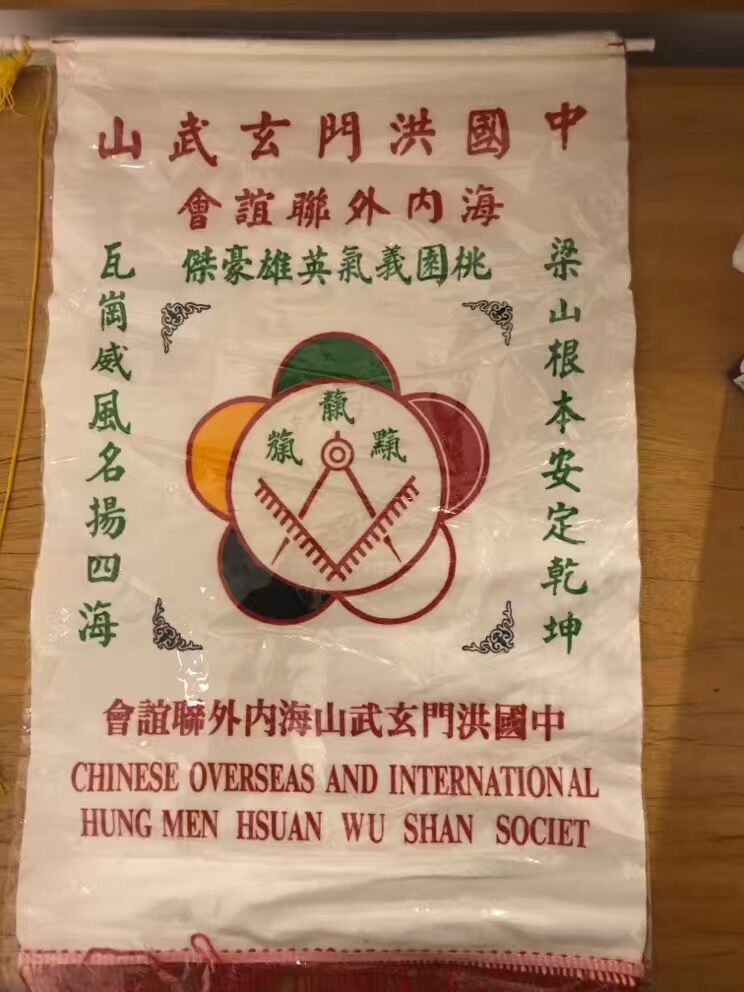 中國洪門玄武山
海內外聯誼會
桃園義氣英雄豪傑
梁山根本安定乾坤
瓦崗威風名揚四海
中國洪門玄武山海內外聯誼會
CHINESE OVERSEAS AND INTERNATIONAL
HUNG MEN HSUAN WU SHAN SOCIET